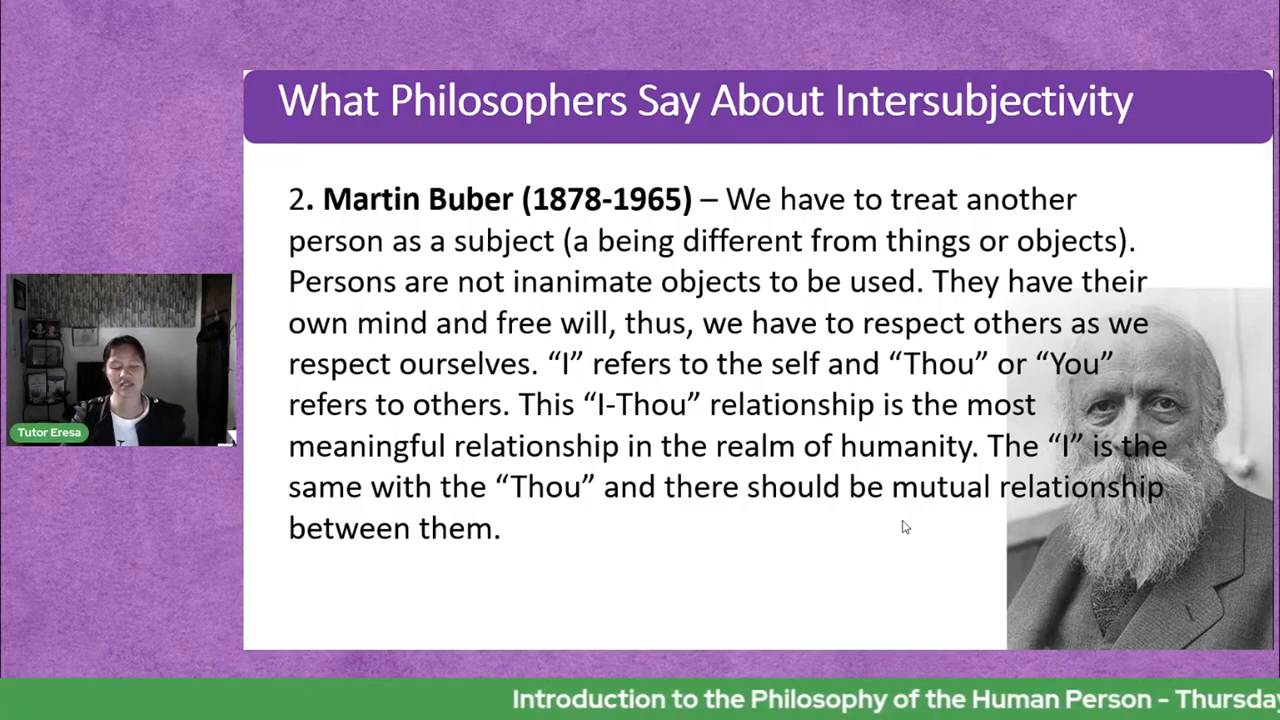 What Philosophers Say About Intersubjectivity
2. Martin Buber (1878-1965) – We have to treat another
person as a subject (a being different from things or objects).
Persons are not inanimate objects to be used. They have their
own mind and free will, thus, we have to respect others as we
respect ourselves. “I” refers to the self and “Thou” or “You”
refers to others. This “I-Thou” relationship is the most
meaningful relationship in the realm of humanity. The “I” is the
same with the “Thou” and there should be mutual relationship
between them.
Tutor Eresa
Introduction to the Philosophy of the Human Person - Thursday